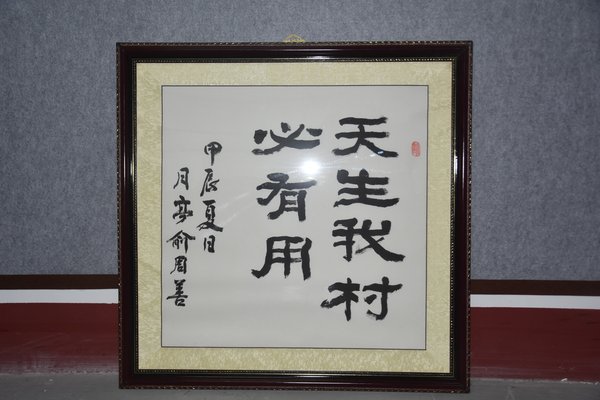 天生我村
必有用
甲辰夏日
月亭俞周善